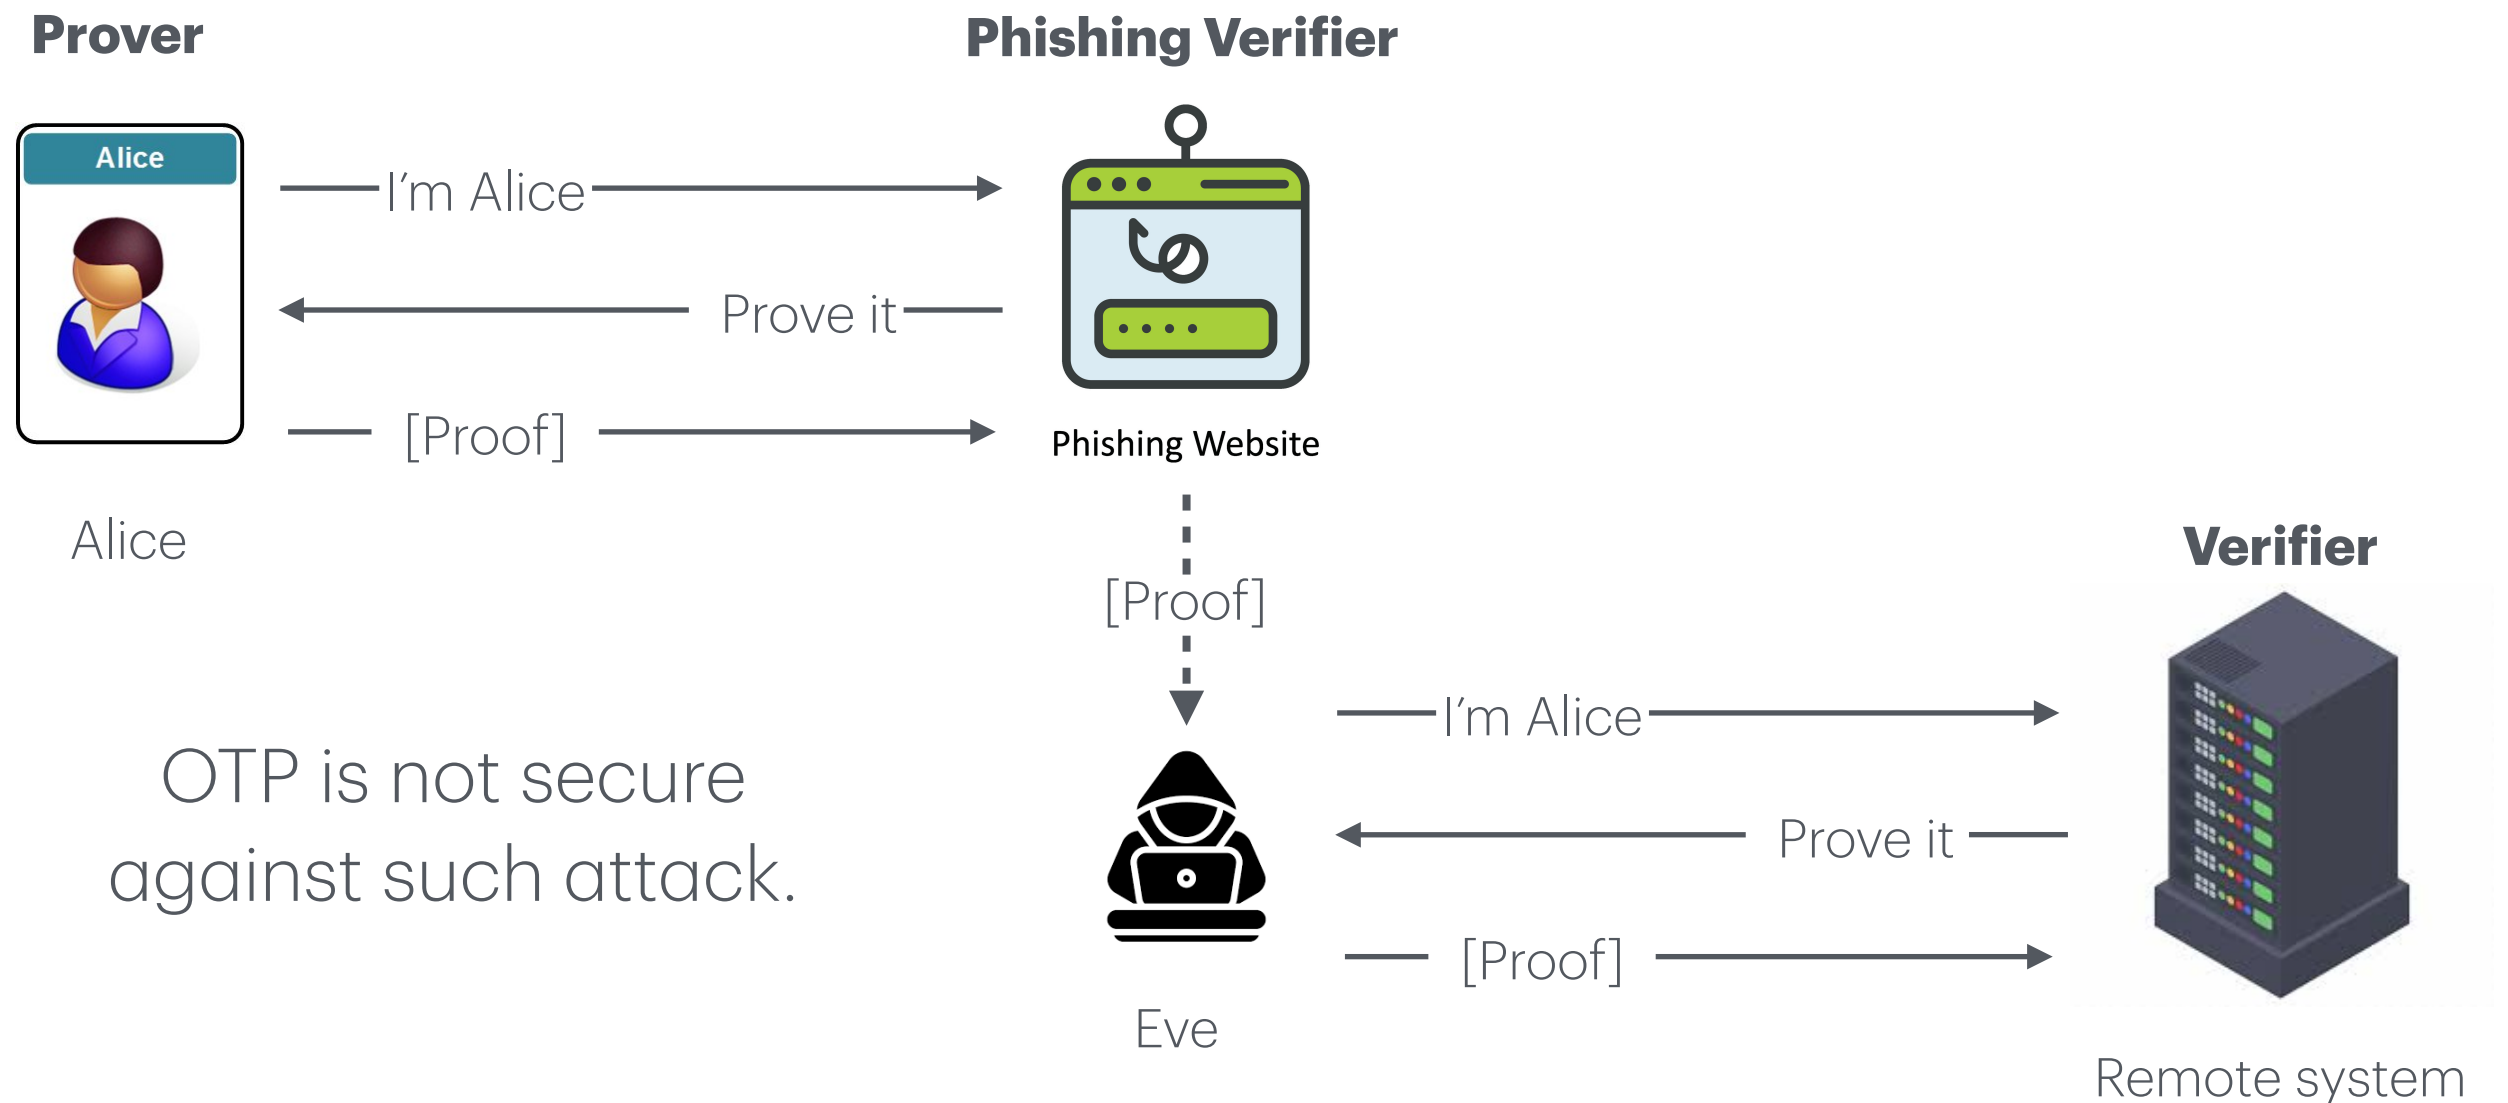 Prover
Phishing Verifier
Alice
I’m Alice
Prove it
[Proof]
Phishing Website
Alice
[Proof]
Verifier
I’m Alice
OTP is not secure
against such attack.
Prove it
[Proof]
Eve
Remote system